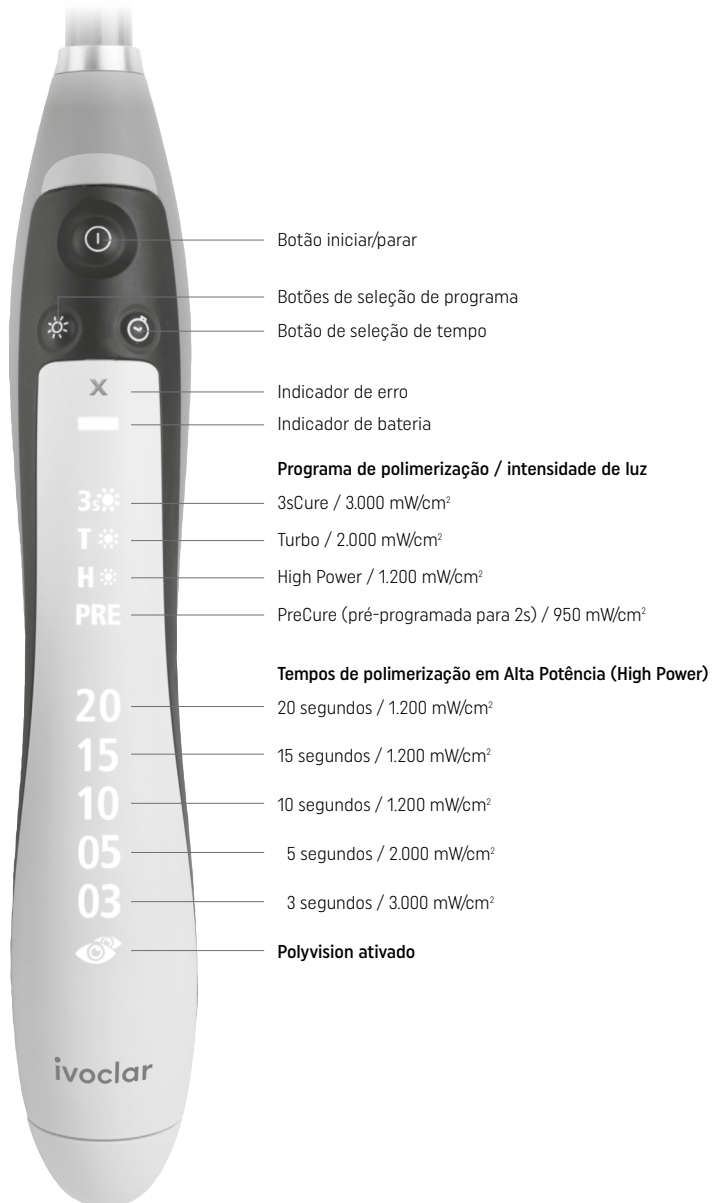 Botão iniciar/parar
Botões de seleção de programa
Botão de seleção de tempo
X
Indicador de erro
Indicador de bateria
Programa de polimerização / intensidade de luz
3s
3sCure / 3.000 mW/cm²
T
Turbo / 2.000 mW/cm²
H
High Power / 1.200 mW/cm²
PRE
PreCure (pré-programada para 2s) / 950 mW/cm²
Tempos de polimerização em Alta Potência (High Power)
20
20 segundos / 1.200 mW/cm²
15
15 segundos / 1.200 mW/cm²
10
10 segundos / 1.200 mW/cm²
05
5 segundos / 2.000 mW/cm²
03
3 segundos / 3.000 mW/cm²
Polyvision ativado
ivoclar